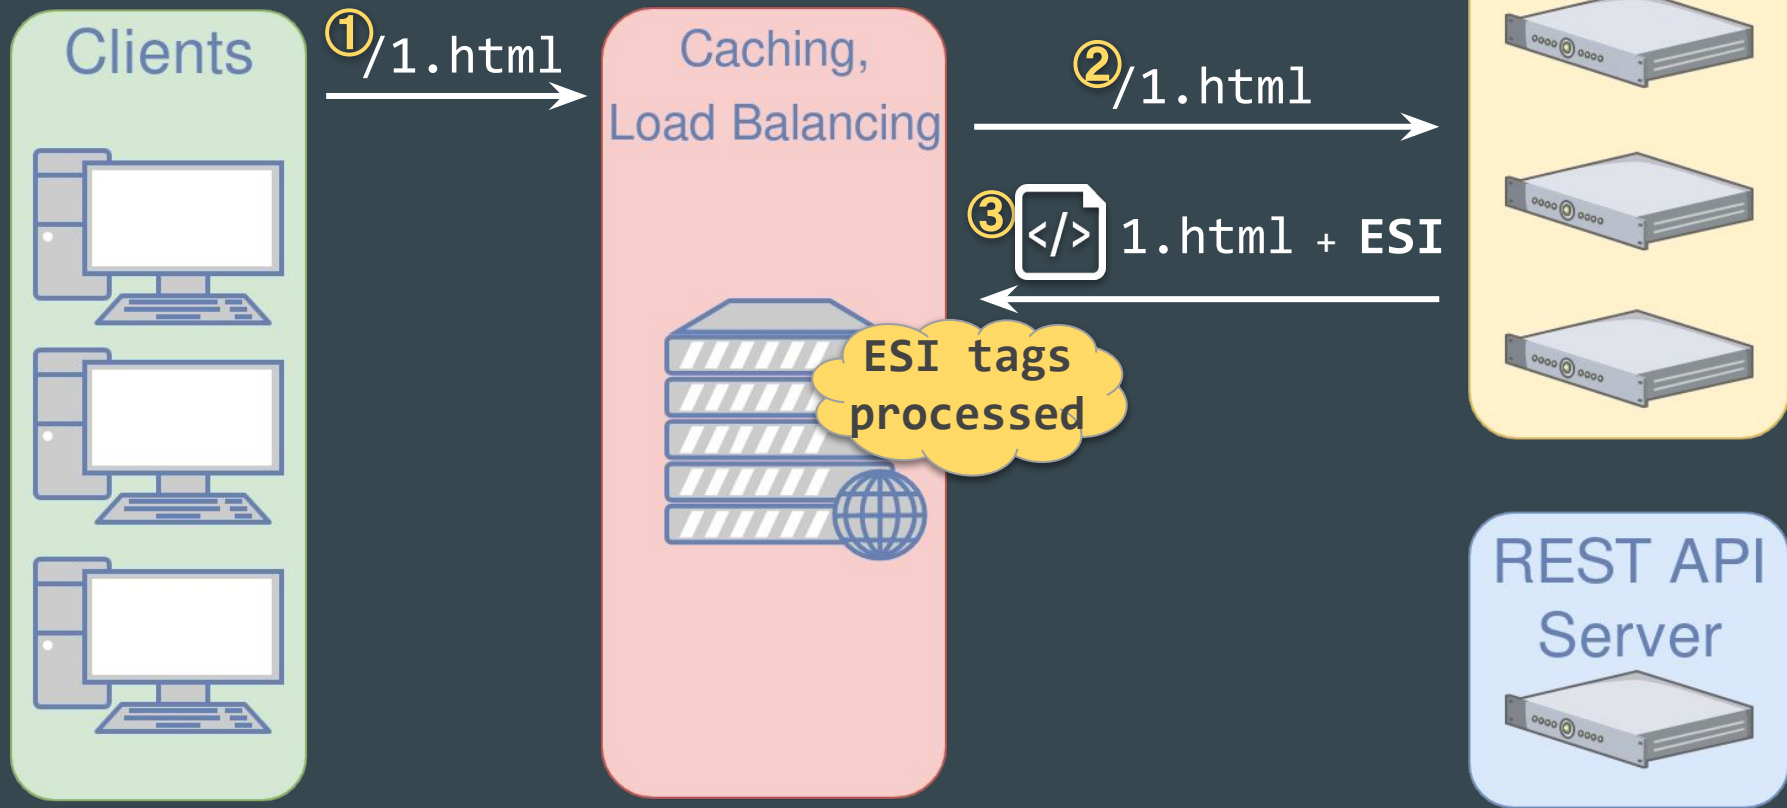 Clients
① /1.html
Caching,
Load Balancing
② /1.html
③ </> 1.html + ESI
ESI tags
processed
REST API
Server